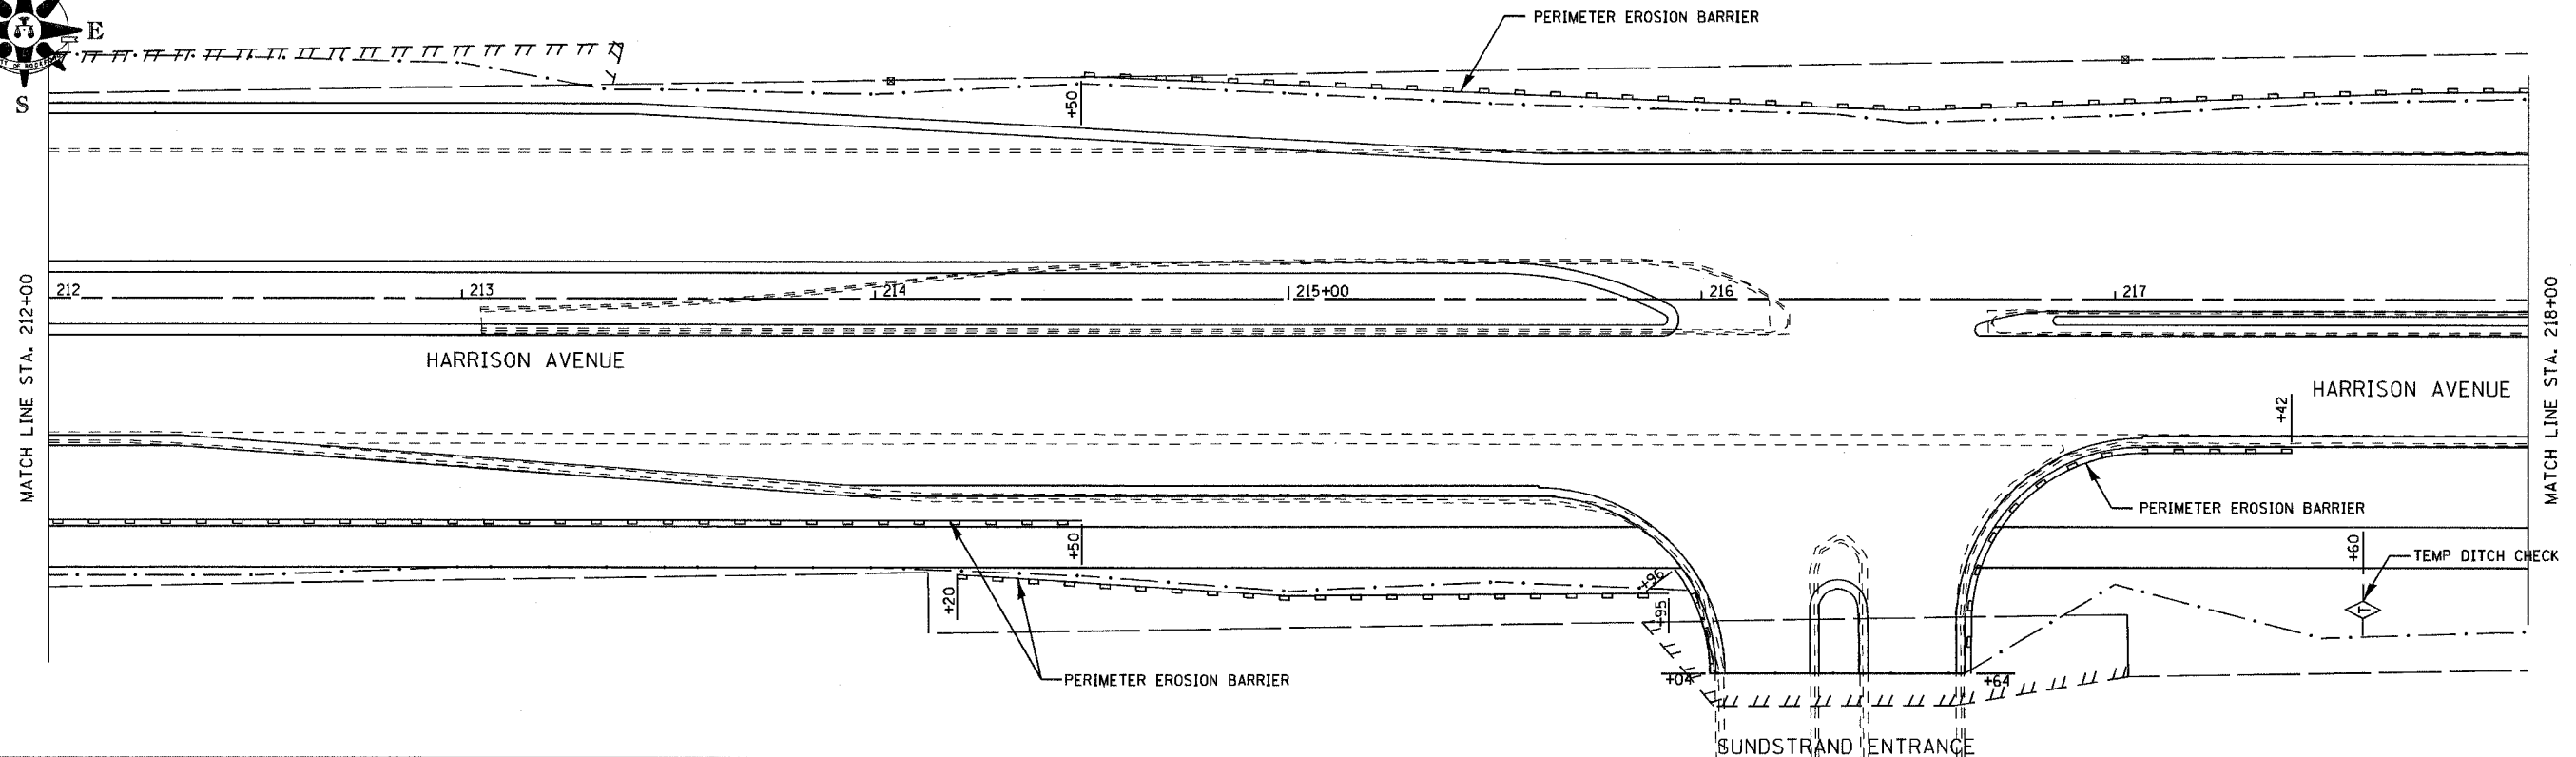 E
S
PERIMETER EROSION BARRIER
+50
MATCH LINE STA. 212+00
212
213
214
215+00
216
217
MATCH LINE STA. 218+00
HARRISON AVENUE
HARRISON AVENUE
+42
PERIMETER EROSION BARRIER
+50
+60
TEMP DITCH CHECK
T
+20
+96
+95
PERIMETER EROSION BARRIER
+04
+64
SUNDSTRAND ENTRANCE